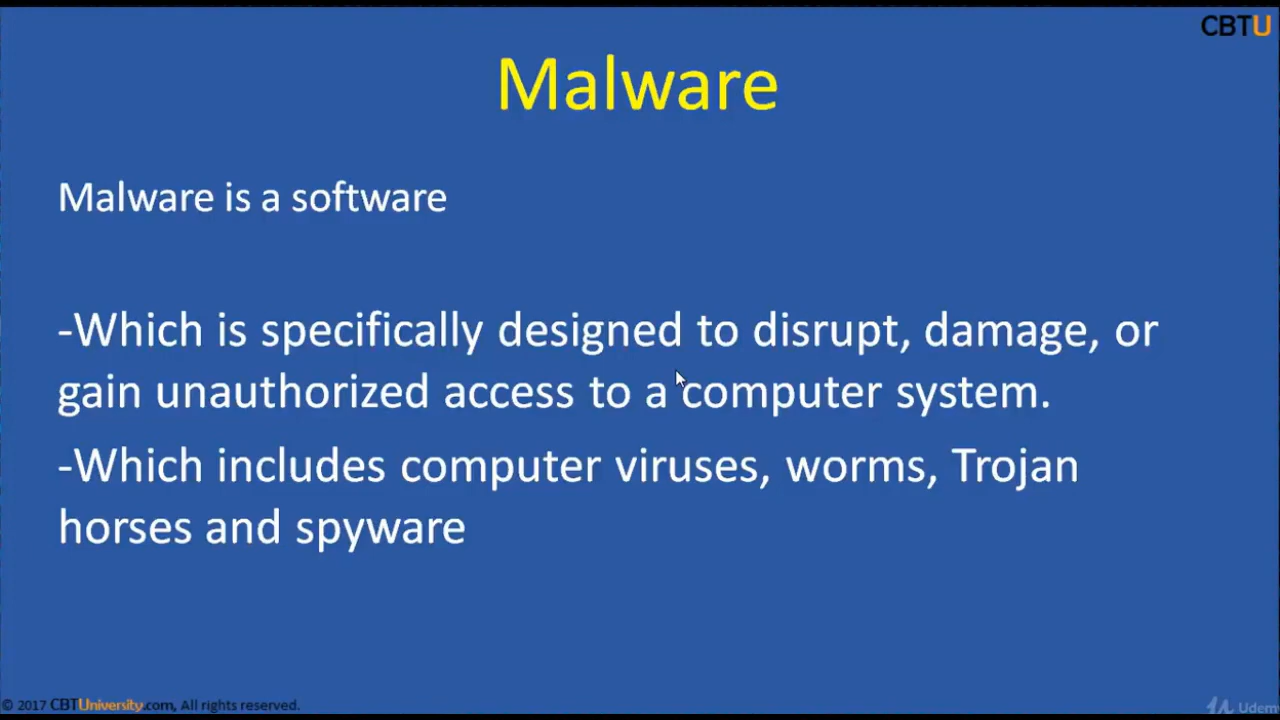 CBTU
Malware
Malware is a software
-Which is specifically designed to disrupt, damage, or
gain unauthorized access to a computer system.
-Which includes computer viruses, worms, Trojan
horses and spyware
© 2017 CBTUniversity.com, All rights reserved.
Udem